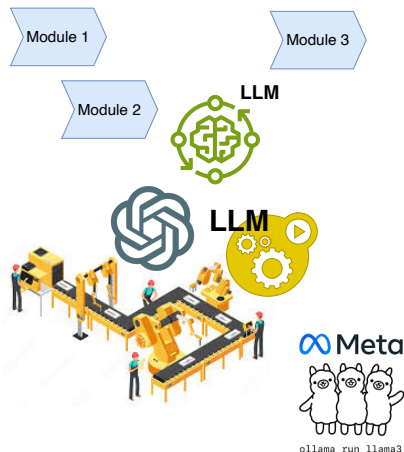 Module 1
Module 3
Module 2
LLM
LLM
Meta
ollama run llama3